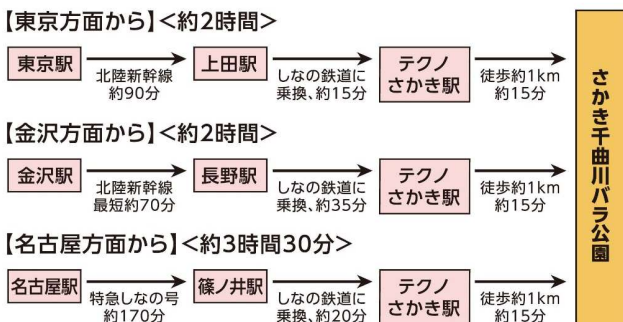 【東京方面から】<約2時間>
東京駅
北陸新幹線
約90分
上田駅
しなの鉄道に
乗換、約15分
テクノ
さかき駅
徒歩約1km
約15分
【金沢方面から】<約2時間>
金沢駅
北陸新幹線
最短約70分
長野駅
しなの鉄道に
乗換、約35分
テクノ
さかき駅
徒歩約1km
約15分
【名古屋方面から】<約3時間30分>
名古屋駅
特急しなの号
約170分
篠ノ井駅
しなの鉄道に
乗換、約20分
テクノ
さかき駅
徒歩約1km
約15分
さかき千曲川バラ公園